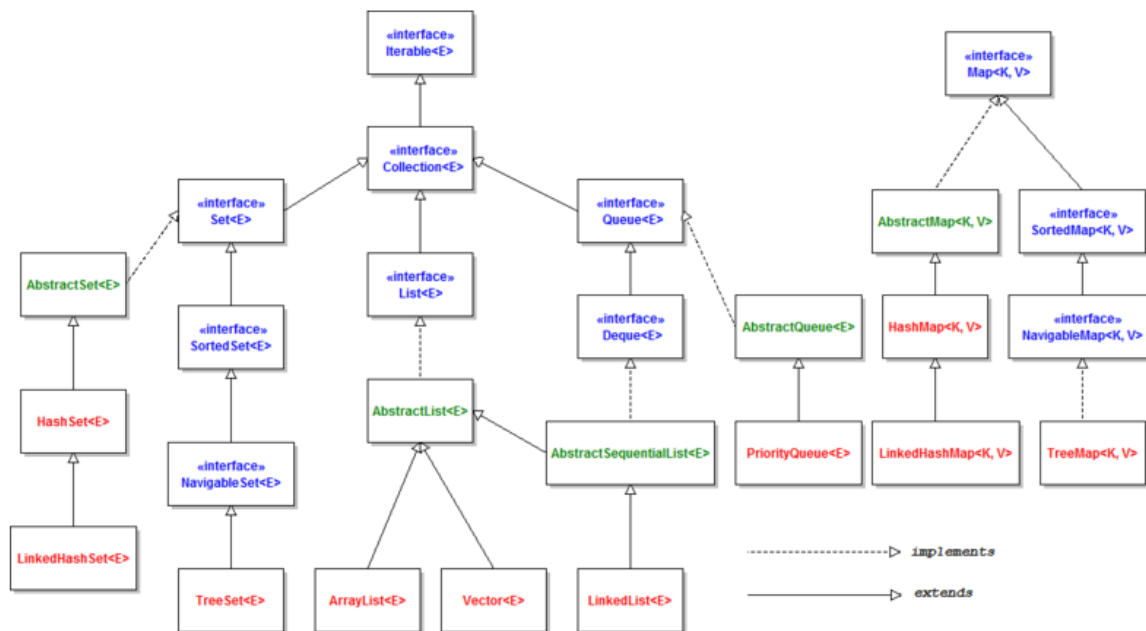 «interface»
Iterable<E>
«interface»
Map<K, V>
«interface»
Collection<E>
«interface»
Set<E>
«interface»
Queue<E>
AbstractMap<K, V>
«interface»
SortedMap<K, V>
AbstractSet<E>
«interface»
List<E>
«interface»
SortedSet<E>
«interface»
Deque<E>
AbstractQueue<E>
HashMap<K, V>
«interface»
NavigableMap<K, V>
HashSet<E>
AbstractList<E>
AbstractSequentialList<E>
PriorityQueue<E>
LinkedHashMap<K, V>
TreeMap<K, V>
«interface»
NavigableSet<E>
LinkedHashSet<E>
TreeSet<E>
ArrayList<E>
Vector<E>
LinkedList<E>
implements
extends